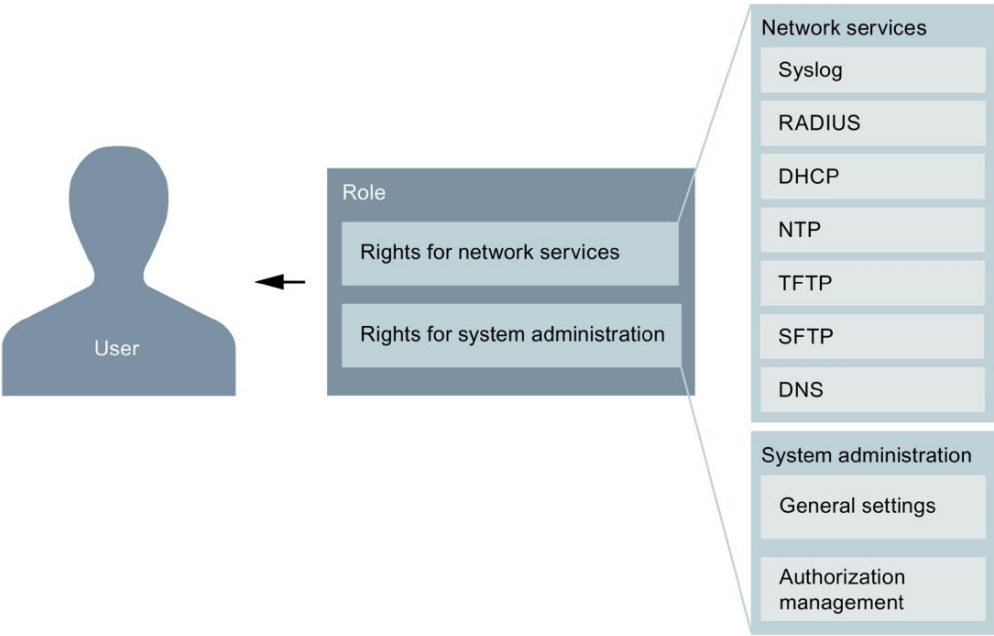 User
Role
Rights for network services
Rights for system administration
Network services
Syslog
RADIUS
DHCP
NTP
TFTP
SFTP
DNS
System administration
General settings
Authorization
management